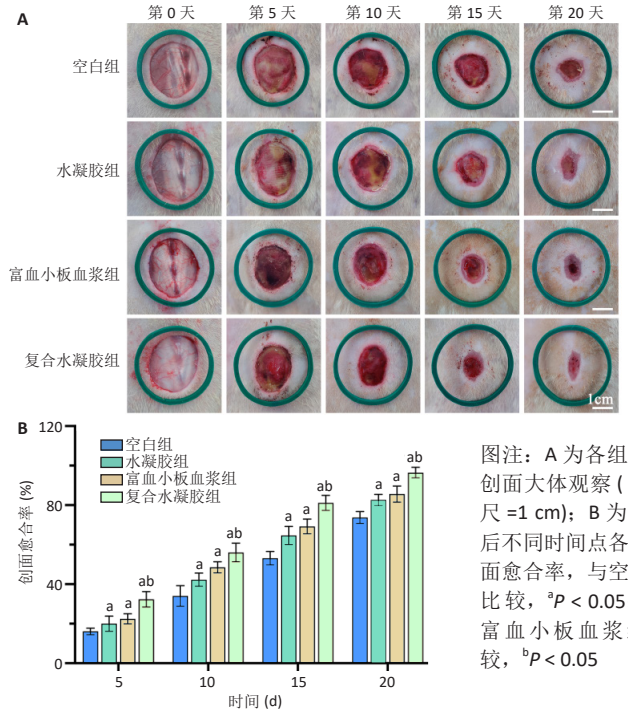 A
第 0 天 第 5 天 第 10 天 第 15 天 第 20 天
空白组
水凝胶组
富血小板血浆组
复合水凝胶组
1cm
B
120
80
40
0
创面愈合率 (%)
空白组
水凝胶组
富血小板血浆组
复合水凝胶组
a a ab
a a ab
a a ab
a a ab
5 10 15 20
时间 (d)
图注：A 为各组
创面大体观察 (
尺 =1 cm)；B 为
后不同时间点各
面愈合率，与空
比较，ᵃP < 0.05
富血小板血浆
较，ᵇP < 0.05